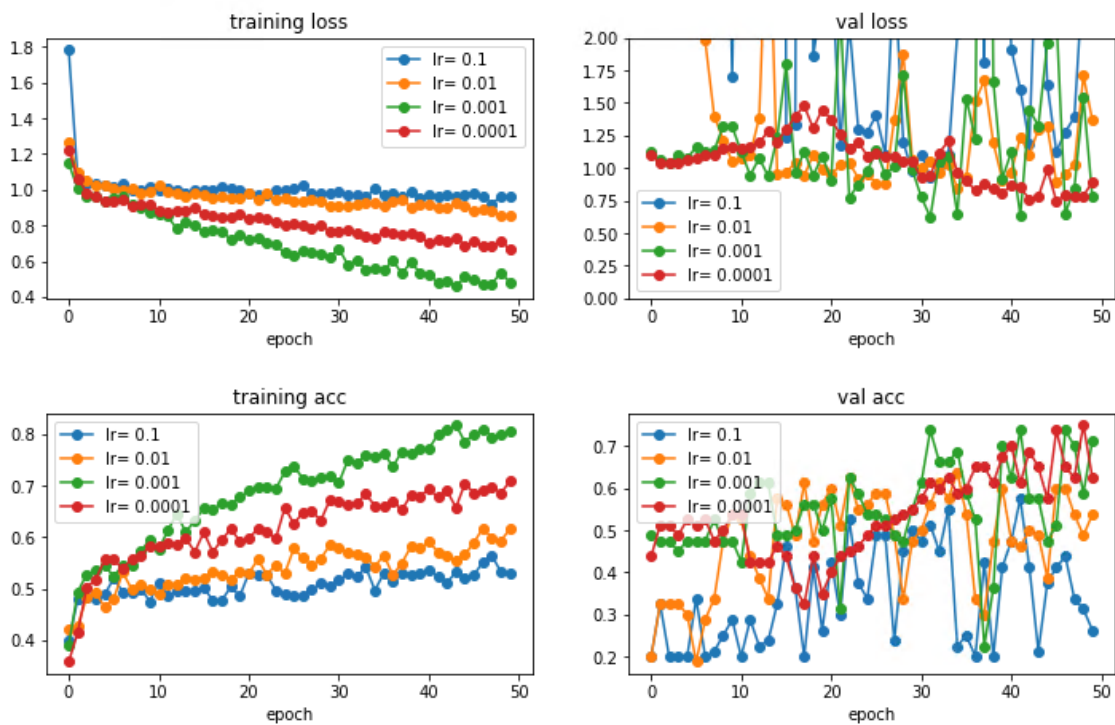 training loss
1.8
1.6
1.4
1.2
1.0
0.8
0.6
0.4
lr= 0.1
lr= 0.01
lr= 0.001
lr= 0.0001
0 10 20 30 40 50
epoch
val loss
2.00
1.75
1.50
1.25
1.00
0.75
0.50
0.25
0.00
lr= 0.1
lr= 0.01
lr= 0.001
lr= 0.0001
0 10 20 30 40 50
epoch
training acc
0.8
0.7
0.6
0.5
0.4
lr= 0.1
lr= 0.01
lr= 0.001
lr= 0.0001
0 10 20 30 40 50
epoch
val acc
0.7
0.6
0.5
0.4
0.3
0.2
lr= 0.1
lr= 0.01
lr= 0.001
lr= 0.0001
0 10 20 30 40 50
epoch